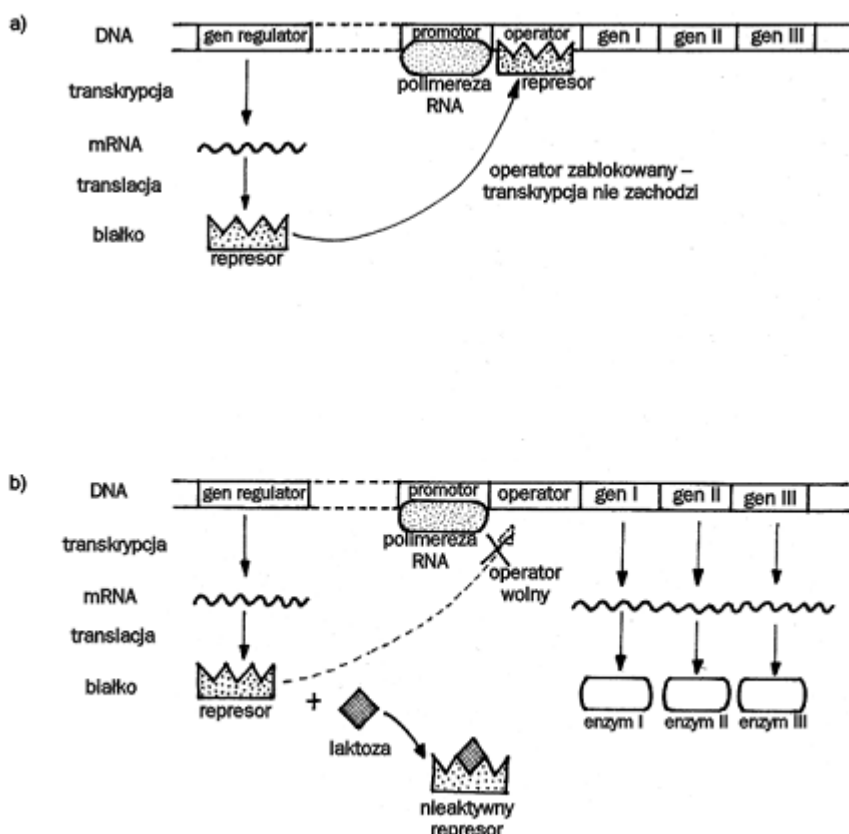 a)
DNA gen regulator promotor operator gen I gen II gen III
polimereza RNA
represor
transkrypcja
mRNA
operator zablokowany –
transkrypcja nie zachodzi
translacja
białko
represor
b)
DNA gen regulator promotor operator gen I gen II gen III
polimereza RNA
transkrypcja
operator
wolny
mRNA
translacja
białko
represor
+
laktoza
enzym I enzym II enzym III
nieaktywny
represor